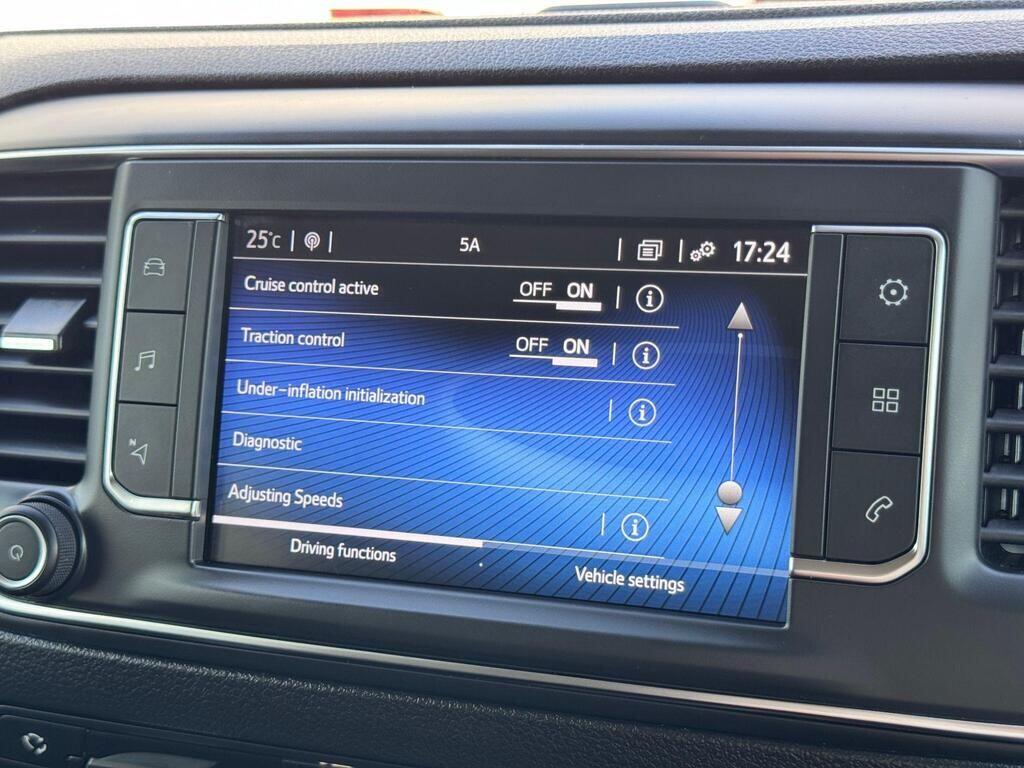 25°C 5A 17:24
Cruise control active OFF ON i
Traction control OFF ON i
Under-inflation initialization i
Diagnostic
Adjusting Speeds i
Driving functions
Vehicle settings
N